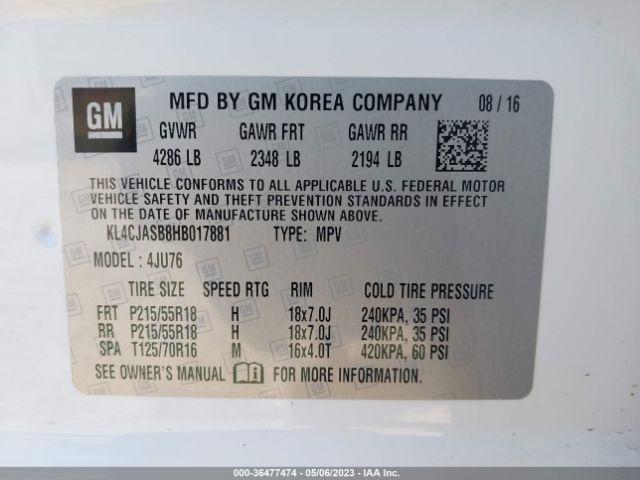 GM MFD BY GM KOREA COMPANY 08 / 16
GVWR GAWR FRT GAWR RR
4286 LB 2348 LB 2194 LB
THIS VEHICLE CONFORMS TO ALL APPLICABLE U.S. FEDERAL MOTOR
VEHICLE SAFETY AND THEFT PREVENTION STANDARDS IN EFFECT
ON THE DATE OF MANUFACTURE SHOWN ABOVE.
KL4CJASB8HB017881 TYPE: MPV
MODEL: 4JU76
TIRE SIZE SPEED RTG RIM COLD TIRE PRESSURE
FRT P215/55R18 H 18x7.0J 240KPA, 35 PSI
RR P215/55R18 H 18x7.0J 240KPA, 35 PSI
SPA T125/70R16 M 16x4.0T 420KPA, 60 PSI
SEE OWNER'S MANUAL FOR MORE INFORMATION.
000-36477474 - 05/06/2023 - IAA Inc.